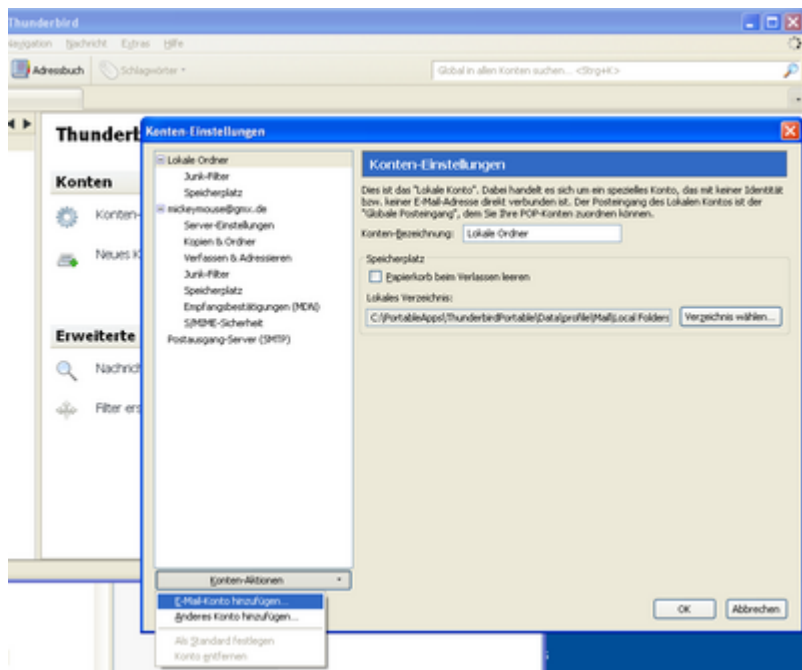 Thunderbird
Navigation Nachricht Extras Hilfe
Adressbuch Schlagwörter
Global in allen Konten suchen... <Strg+K>
Thunderb
Konten
Konten-
Neues K
Erweiterte
Nachrich
Filter ers
Konten-Einstellungen
Lokale Ordner
Junk-Filter
Speicherplatz
mickeymouse@gmx.de
Server-Einstellungen
Kopien & Ordner
Verfassen & Adressieren
Junk-Filter
Speicherplatz
Empfangsbestätigungen (MDN)
S/MIME-Sicherheit
Postausgang-Server (SMTP)
Konten-Aktionen
E-Mail-Konto hinzufügen...
Anderes Konto hinzufügen...
Als Standard festlegen
Konto entfernen
Konten-Einstellungen
Dies ist das "Lokale Konto". Dabei handelt es sich um ein spezielles Konto, das mit keiner Identität
bzw. keiner E-Mail-Adresse direkt verbunden ist. Der Posteingang des Lokalen Kontos ist der
"Globale Posteingang", dem Sie Ihre POP-Konten zuordnen können.
Konten-Bezeichnung: Lokale Ordner
Speicherplatz
Papierkorb beim Verlassen leeren
Lokales Verzeichnis:
C:\PortableApps\ThunderbirdPortable\Data\profile\Mail\Local Folders Verzeichnis wählen...
OK Abbrechen